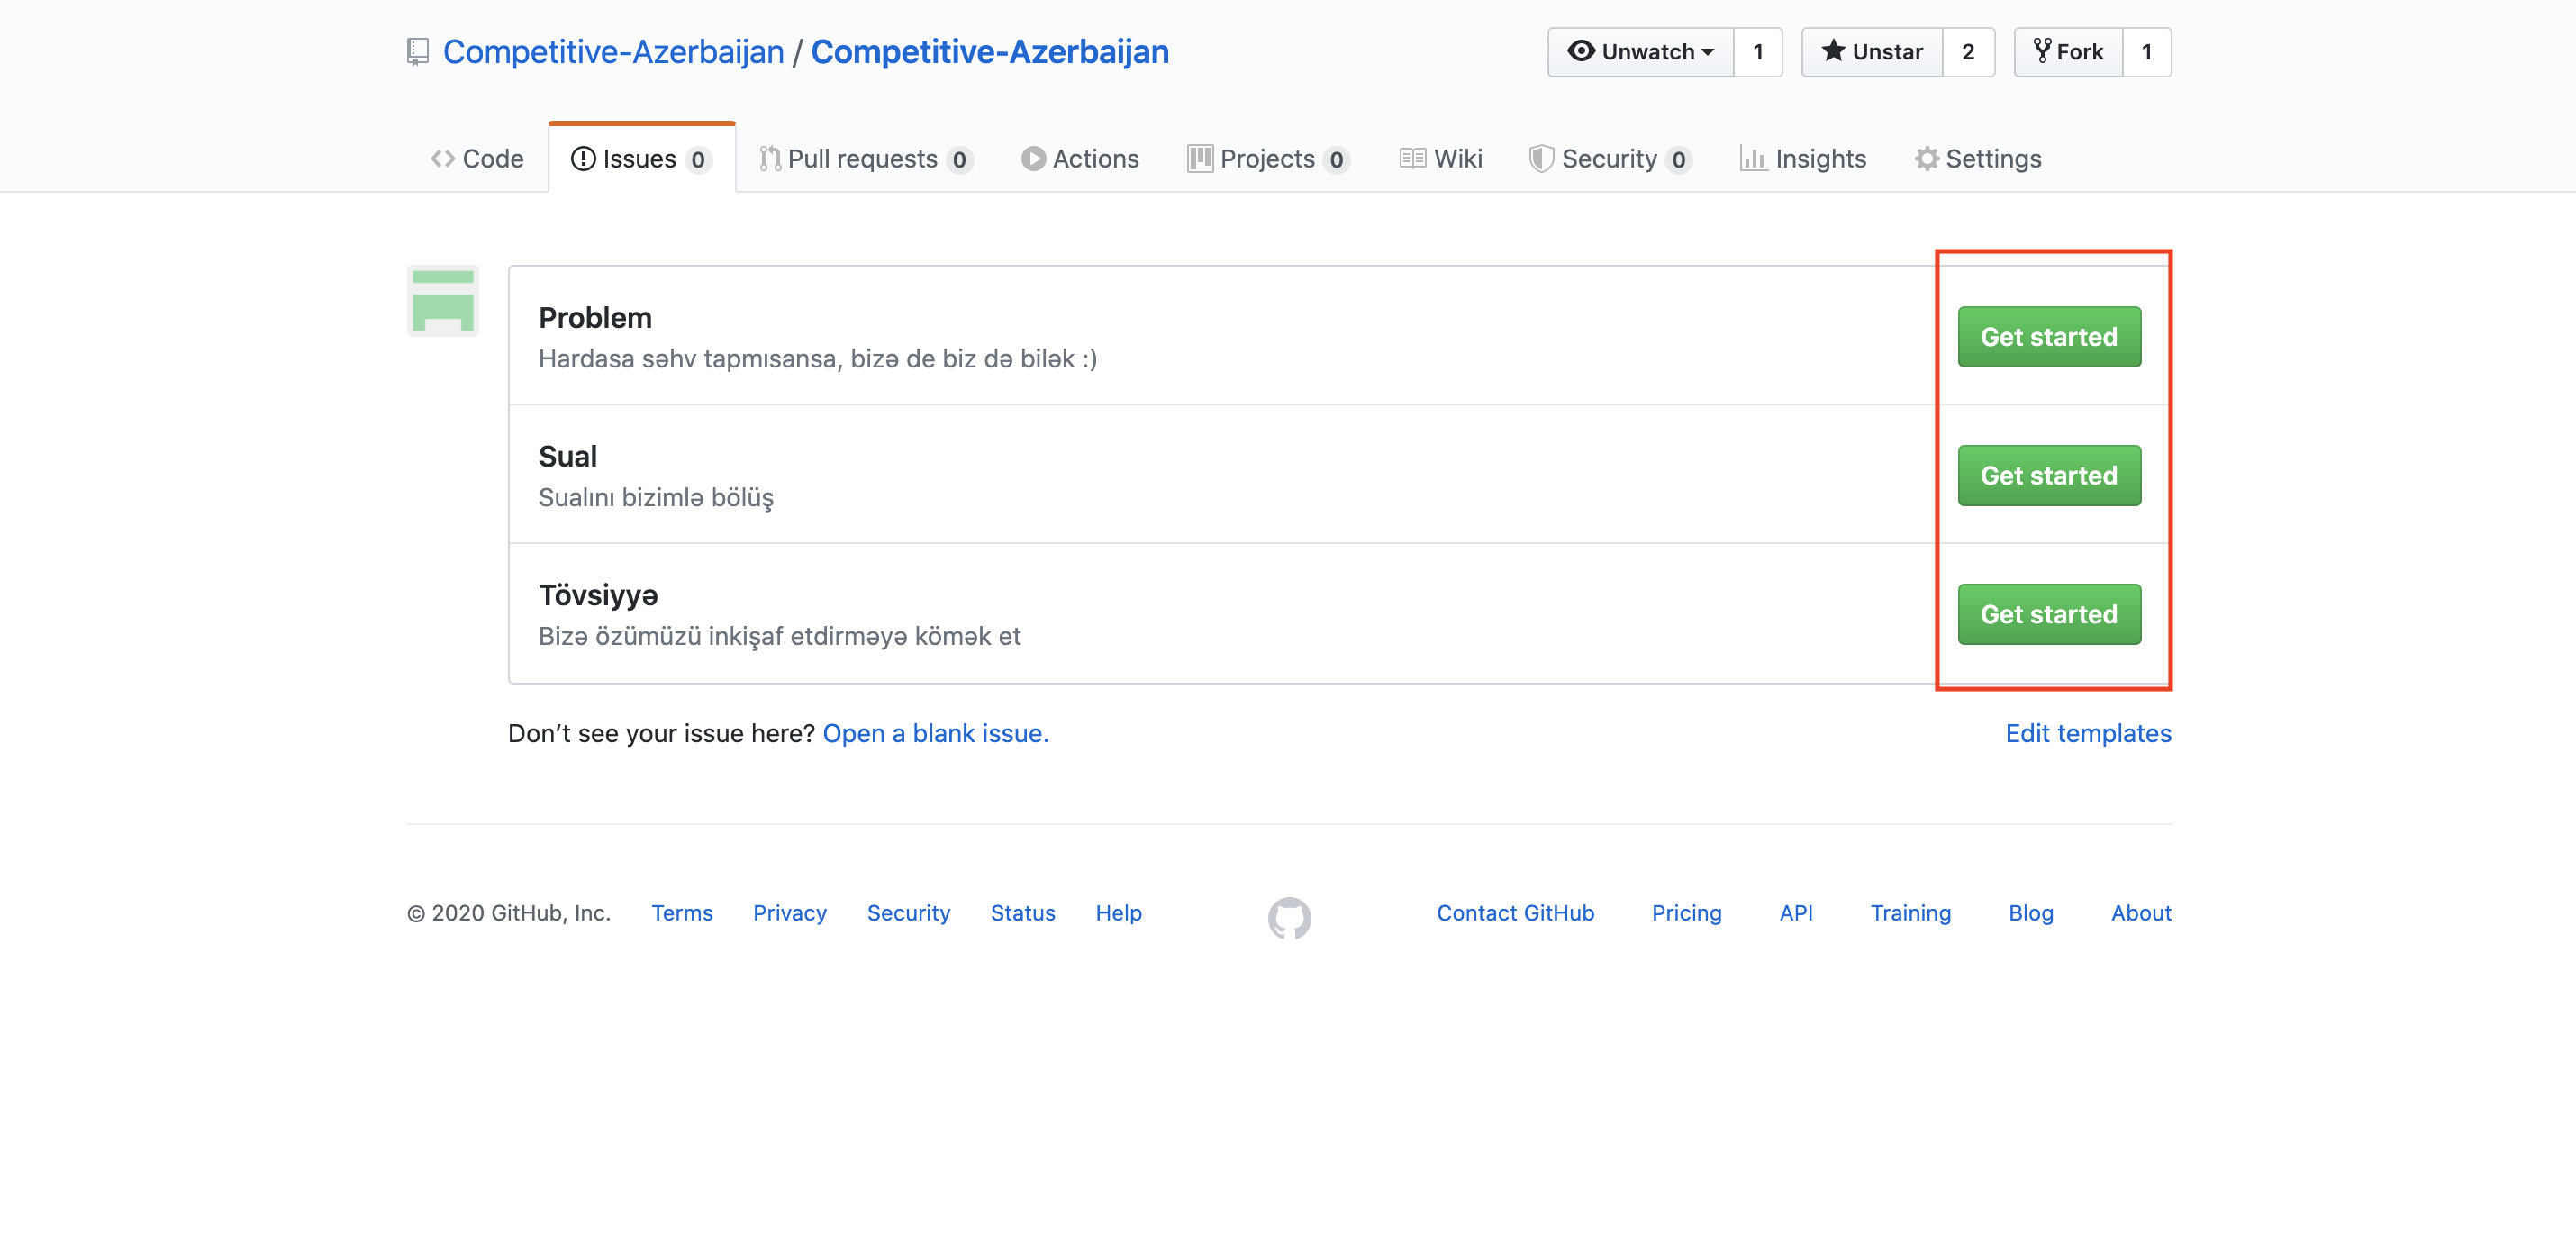 Competitive-Azerbaijan / Competitive-Azerbaijan
Unwatch 1 Unstar 2 Fork 1
Code Issues 0 Pull requests 0 Actions Projects 0 Wiki Security 0 Insights Settings
Problem
Hardasa səhv tapmısansa, bizə de biz də bilək :)
Get started
Sual
Sualını bizimlə bölüş
Get started
Tövsiyyə
Bizə özümüzü inkişaf etdirməyə kömək et
Get started
Don’t see your issue here? Open a blank issue. Edit templates
© 2020 GitHub, Inc. Terms Privacy Security Status Help Contact GitHub Pricing API Training Blog About